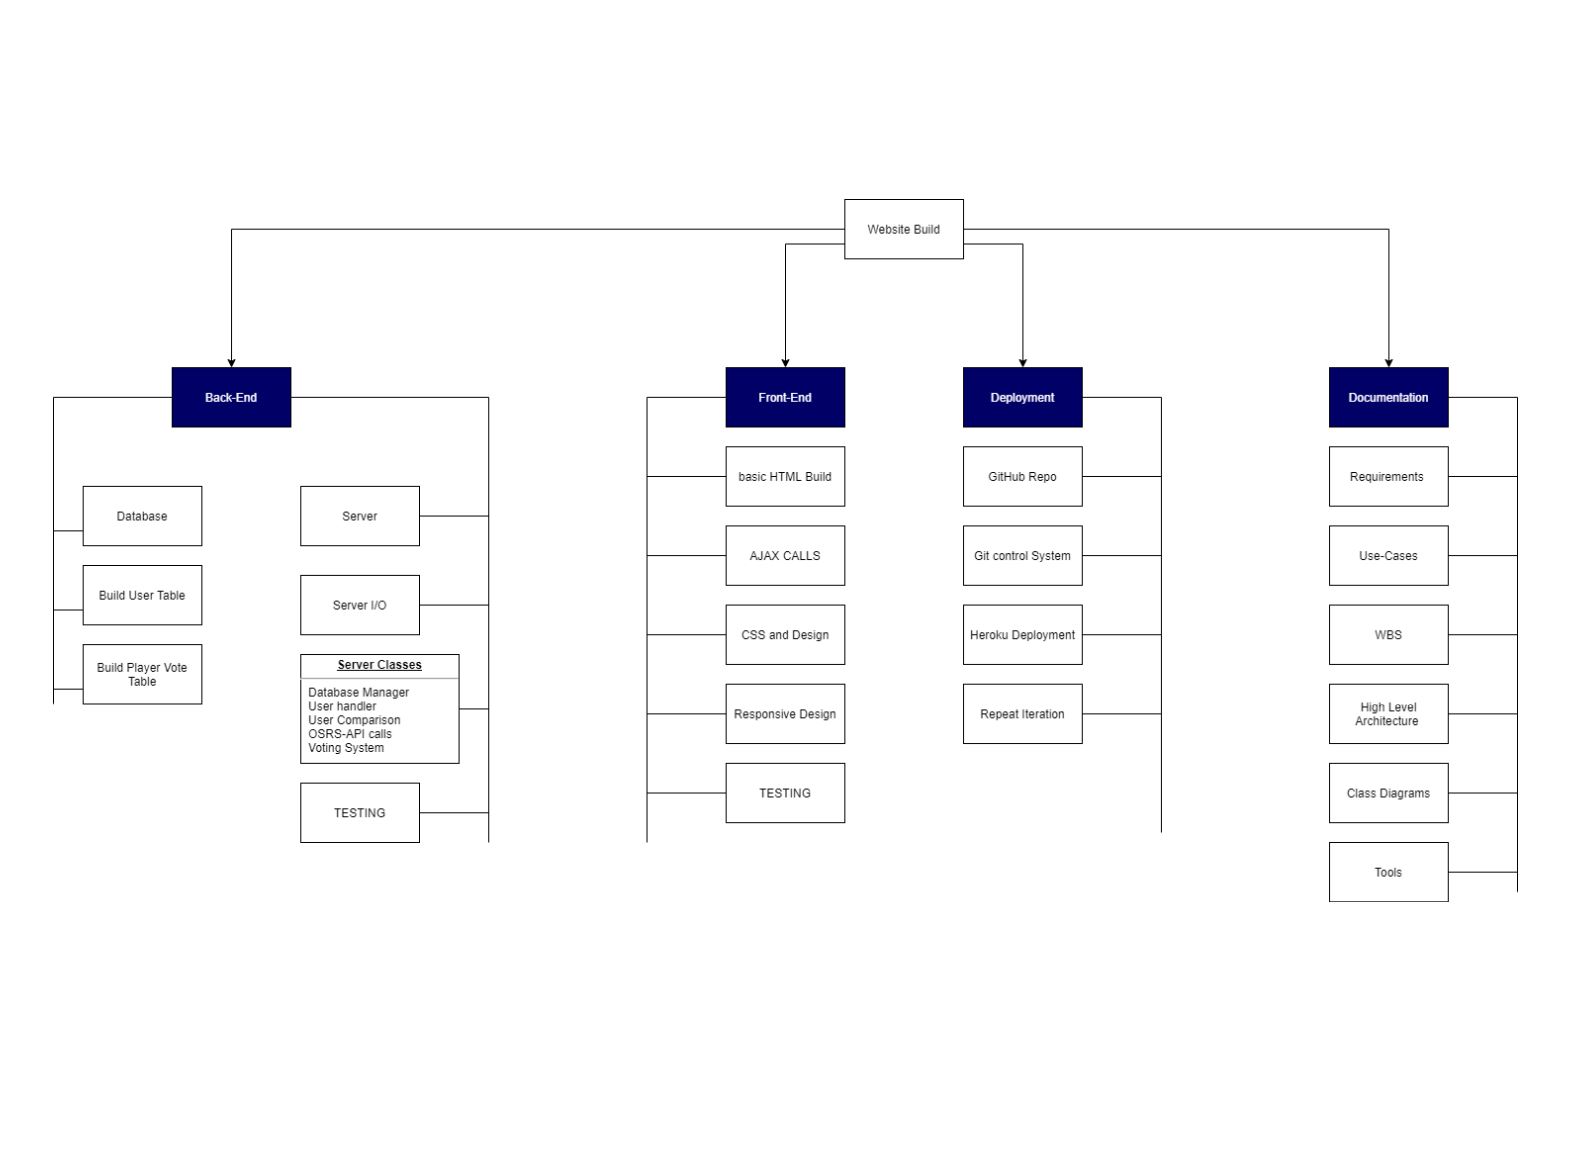 Website Build
Back-End
Database
Build User Table
Build Player Vote
Table
Server
Server I/O
Server Classes
Database Manager
User handler
User Comparison
OSRS-API calls
Voting System
TESTING
Front-End
basic HTML Build
AJAX CALLS
CSS and Design
Responsive Design
TESTING
Deployment
GitHub Repo
Git control System
Heroku Deployment
Repeat Iteration
Documentation
Requirements
Use-Cases
WBS
High Level
Architecture
Class Diagrams
Tools